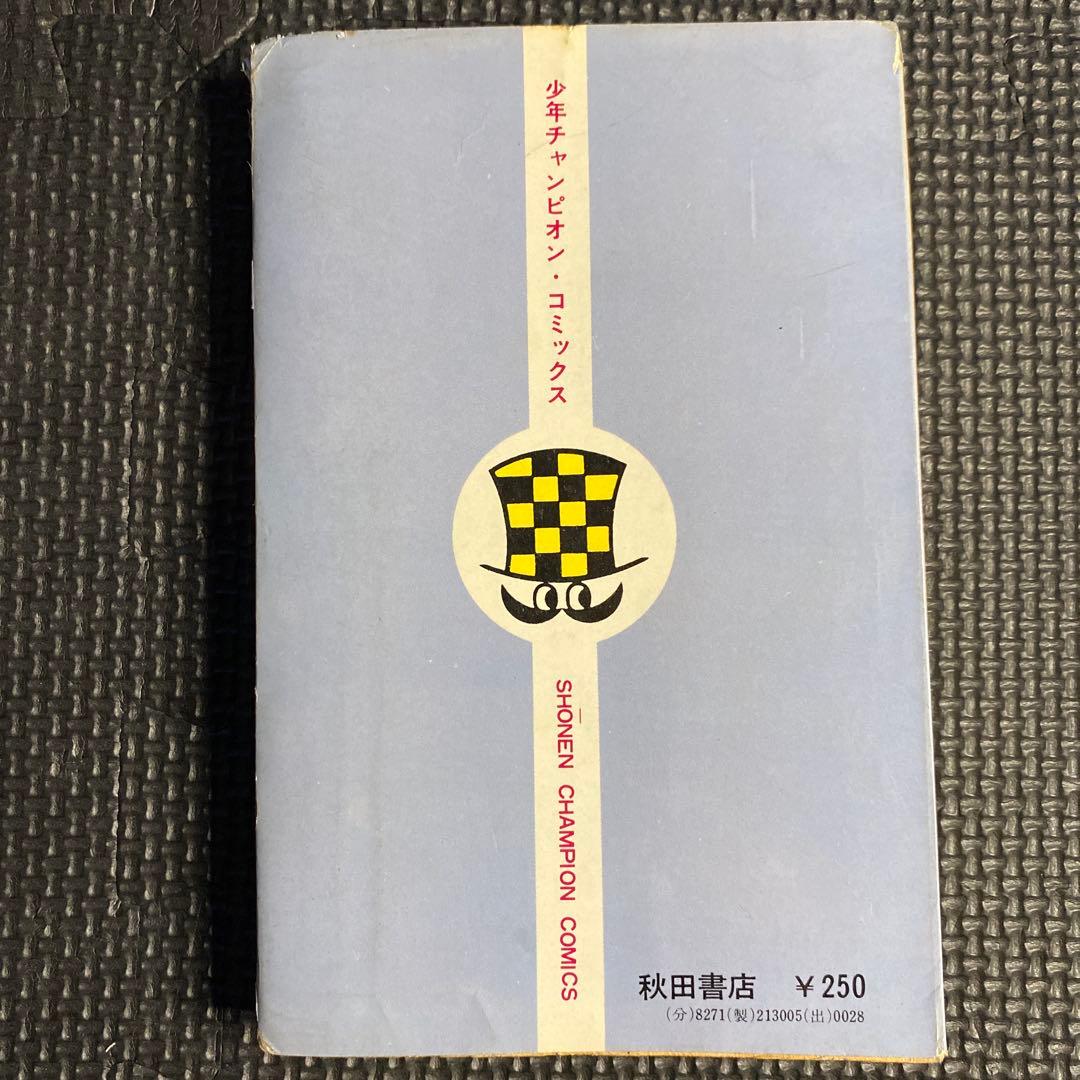 少年チャンピオン・コミックス
SHŌNEN CHAMPION COMICS
秋田書店 ¥250
(分)8271(製)213005(出)0028